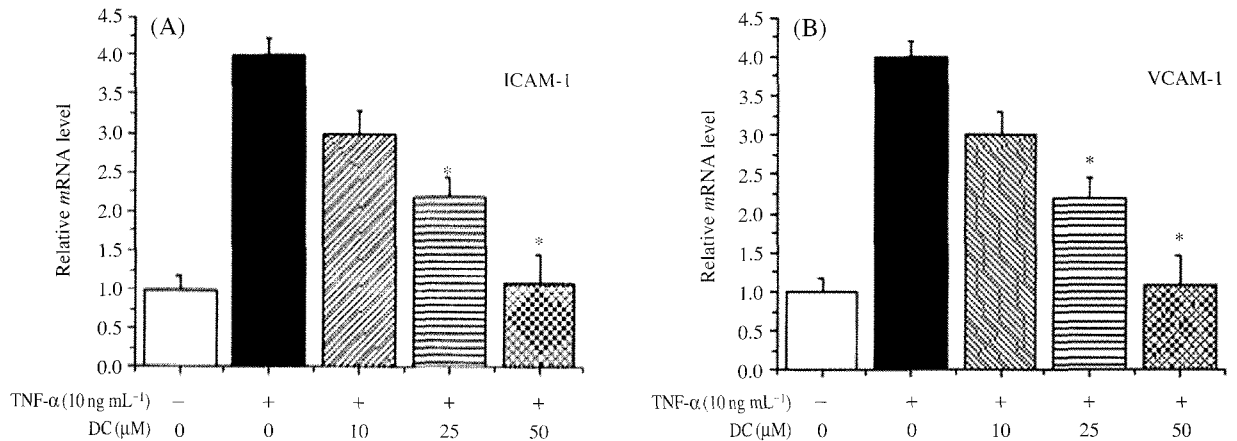 (A)
ICAM-1
Relative mRNA level
4.5
4.0
3.5
3.0
2.5
2.0
1.5
1.0
0.5
0.0
*
*
TNF-α (10 ng mL⁻¹) − + + + +
DC (μM) 0 0 10 25 50
(B)
VCAM-1
Relative mRNA level
4.5
4.0
3.5
3.0
2.5
2.0
1.5
1.0
0.5
0.0
*
*
TNF-α (10 ng mL⁻¹) − + + + +
DC (μM) 0 0 10 25 50